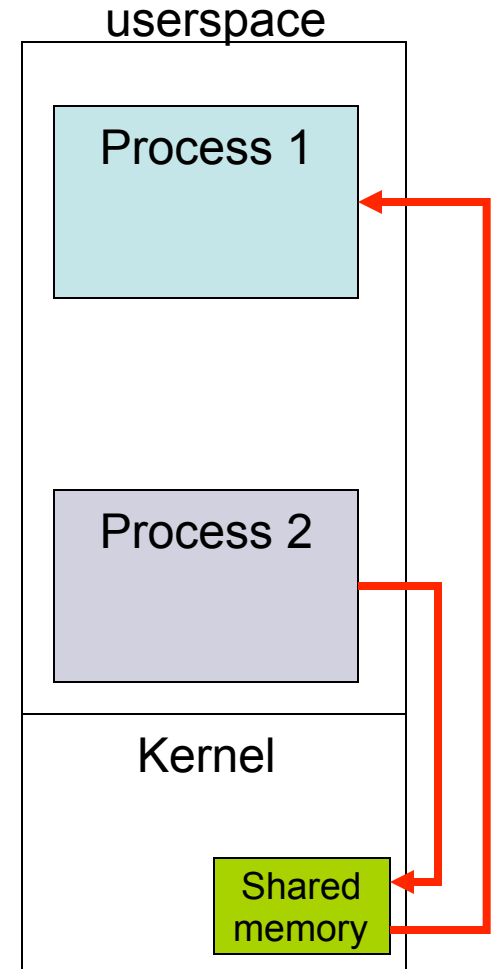 userspace
Process 1
Process 2
Kernel
Shared
memory